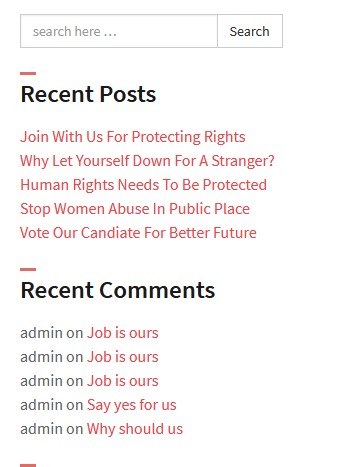 search here ...
Search
Recent Posts
Join With Us For Protecting Rights
Why Let Yourself Down For A Stranger?
Human Rights Needs To Be Protected
Stop Women Abuse In Public Place
Vote Our Candiate For Better Future
Recent Comments
admin on Job is ours
admin on Job is ours
admin on Job is ours
admin on Say yes for us
admin on Why should us